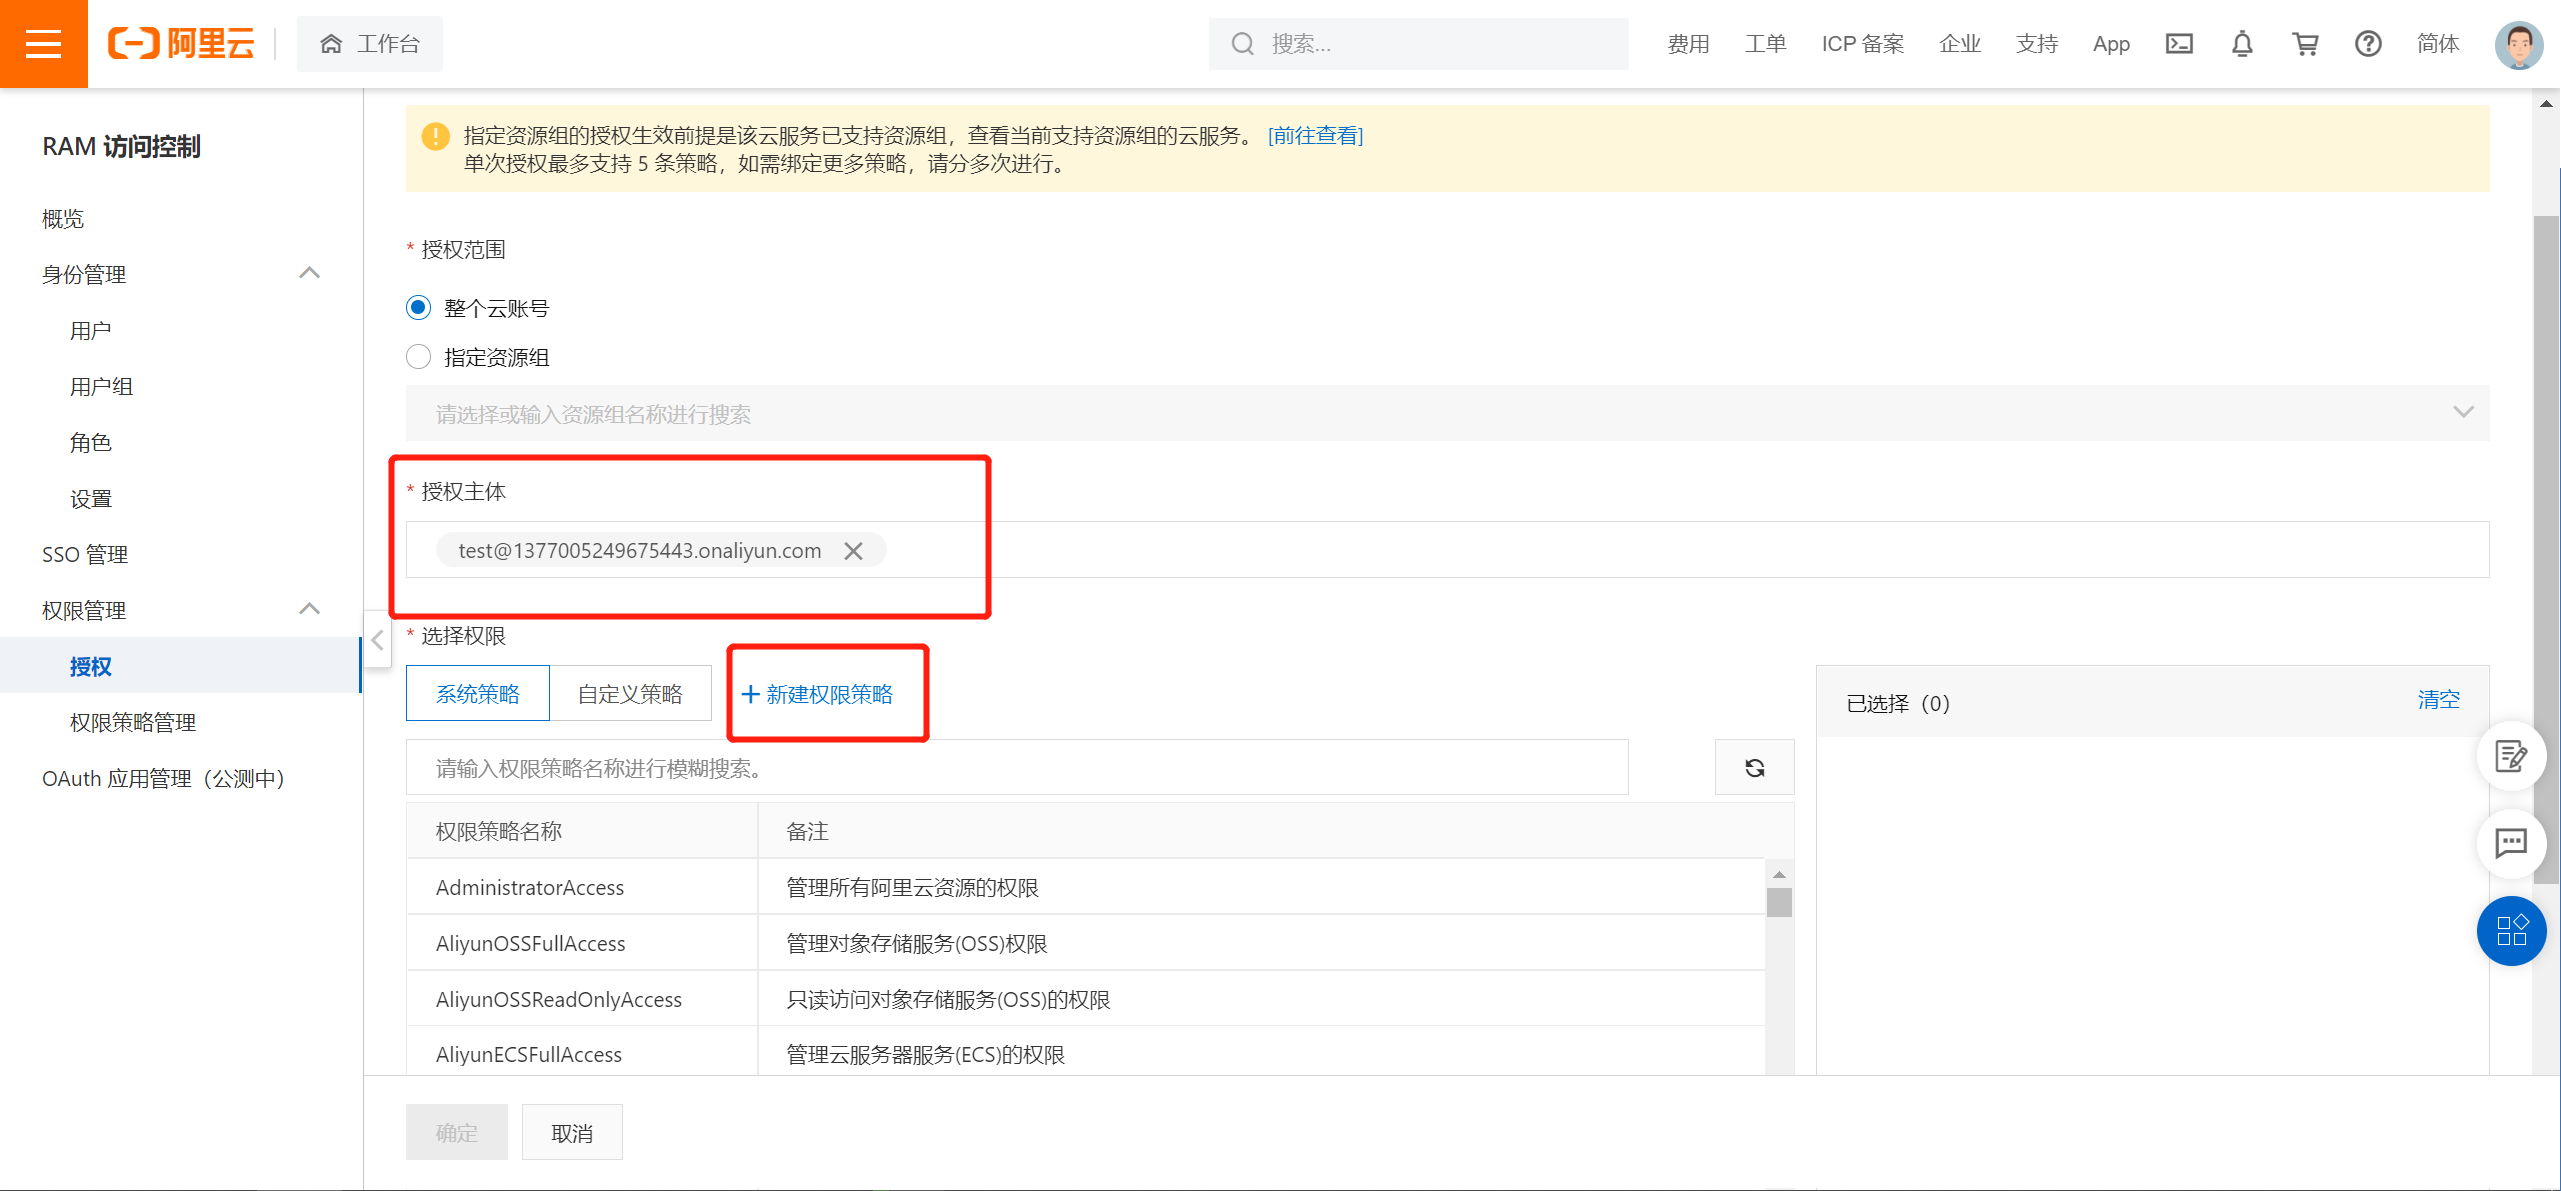 阿里云
工作台
搜索...
费用
工单
ICP 备案
企业
支持
App
简体
RAM 访问控制
概览
身份管理
用户
用户组
角色
设置
SSO 管理
权限管理
授权
权限策略管理
OAuth 应用管理（公测中）
指定资源组的授权生效前提是该云服务已支持资源组，查看当前支持资源组的云服务。 [前往查看]
单次授权最多支持 5 条策略，如需绑定更多策略，请分多次进行。
* 授权范围
整个云账号
指定资源组
请选择或输入资源组名称进行搜索
* 授权主体
test@1377005249675443.onaliyun.com
* 选择权限
系统策略
自定义策略
新建权限策略
请输入权限策略名称进行模糊搜索。
权限策略名称
备注
AdministratorAccess
管理所有阿里云资源的权限
AliyunOSSFullAccess
管理对象存储服务(OSS)权限
AliyunOSSReadOnlyAccess
只读访问对象存储服务(OSS)的权限
AliyunECSFullAccess
管理云服务器服务(ECS)的权限
已选择（0）
清空
确定
取消